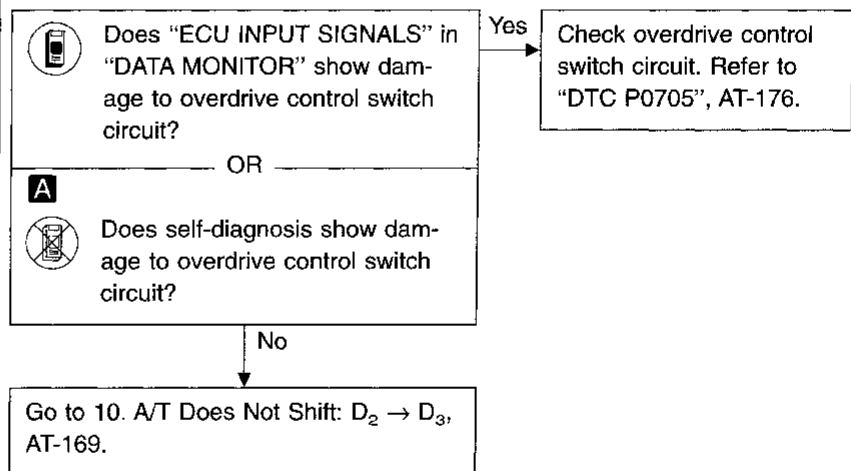 Does “ECU INPUT SIGNALS” in
“DATA MONITOR” show dam-
age to overdrive control switch
circuit?
Yes
Check overdrive control
switch circuit. Refer to
“DTC P0705”, AT-176.
OR
A
Does self-diagnosis show dam-
age to overdrive control switch
circuit?
No
Go to 10. A/T Does Not Shift: D₂ → D₃,
AT-169.